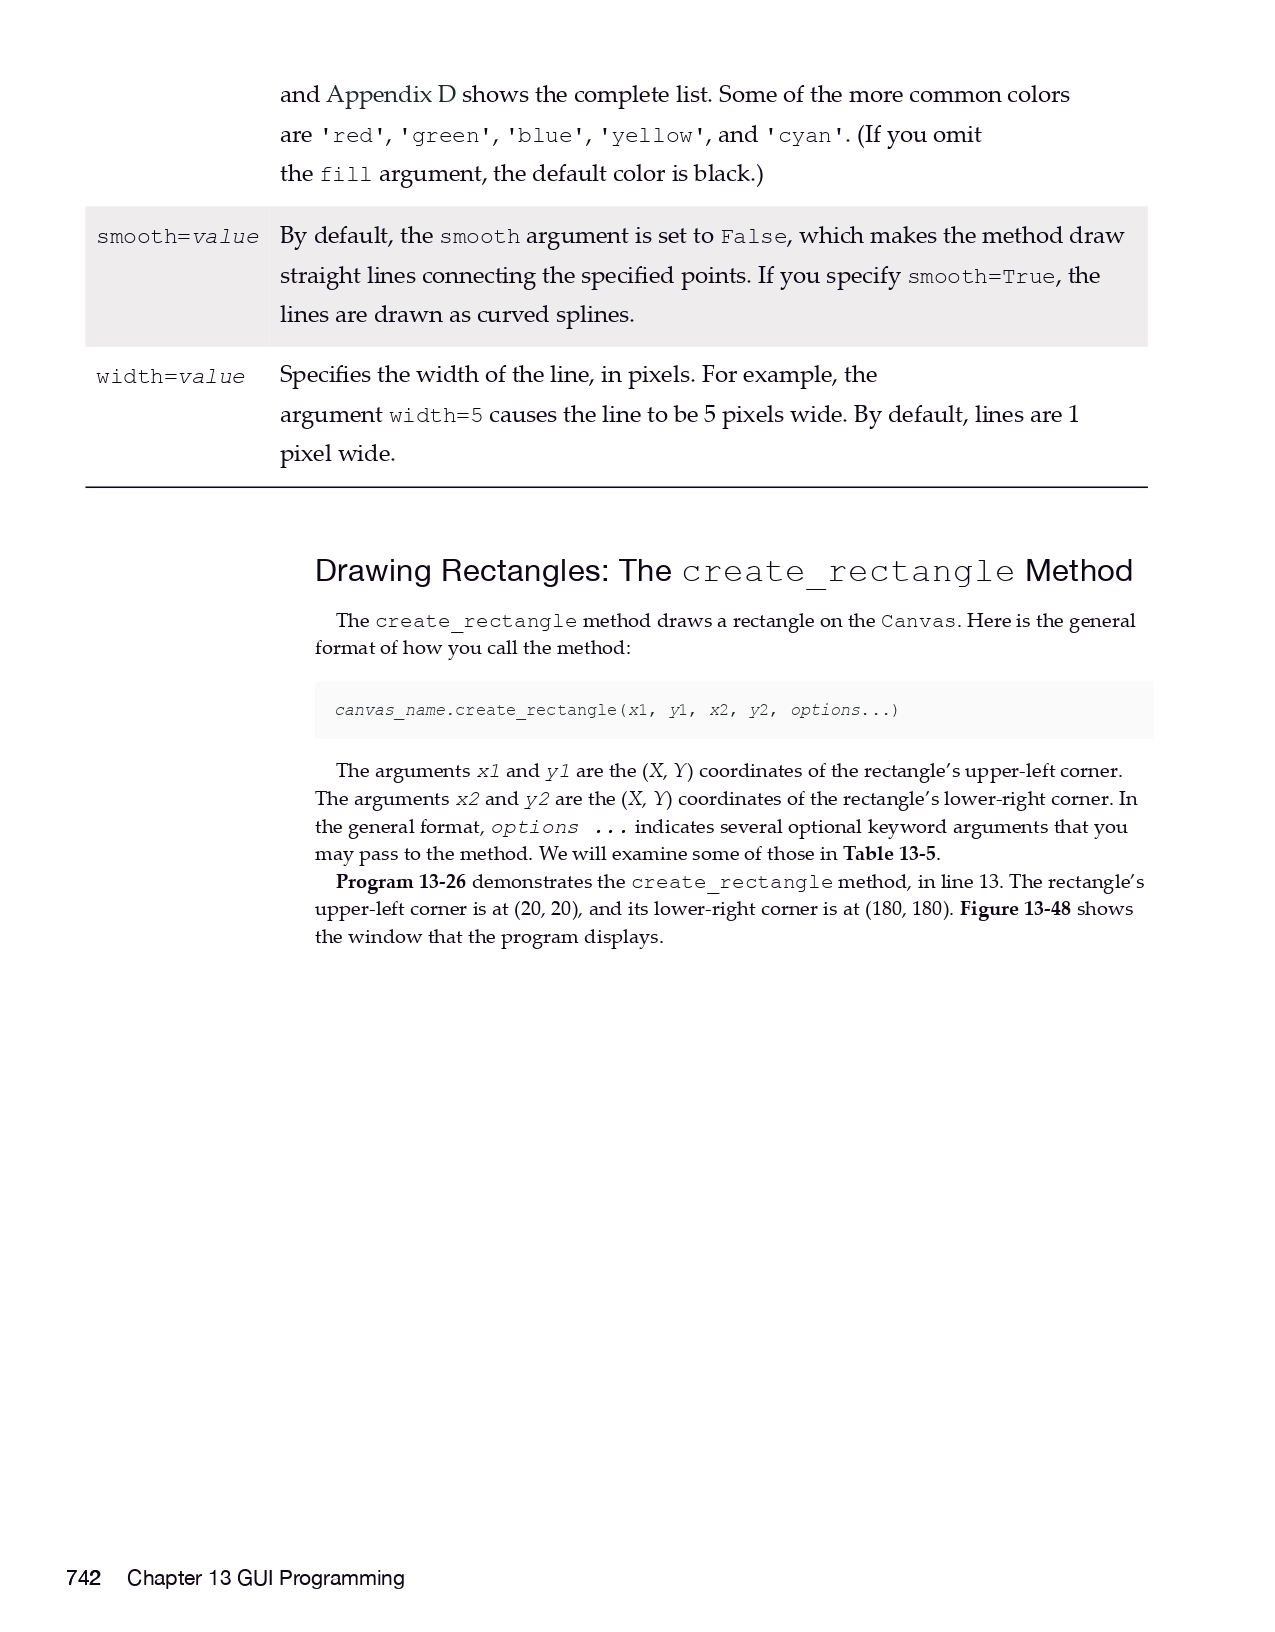 and Appendix D shows the complete list. Some of the more common colors
are 'red', 'green', 'blue', 'yellow', and 'cyan'. (If you omit
the fill argument, the default color is black.)
smooth=value By default, the smooth argument is set to False, which makes the method draw
straight lines connecting the specified points. If you specify smooth=True, the
lines are drawn as curved splines.
width=value Specifies the width of the line, in pixels. For example, the
argument width=5 causes the line to be 5 pixels wide. By default, lines are 1
pixel wide.
Drawing Rectangles: The create_rectangle Method
The create_rectangle method draws a rectangle on the Canvas. Here is the general
format of how you call the method:
canvas_name.create_rectangle(x1, y1, x2, y2, options...)
The arguments x1 and y1 are the (X, Y) coordinates of the rectangle’s upper-left corner.
The arguments x2 and y2 are the (X, Y) coordinates of the rectangle’s lower-right corner. In
the general format, options ... indicates several optional keyword arguments that you
may pass to the method. We will examine some of those in Table 13-5.
Program 13-26 demonstrates the create_rectangle method, in line 13. The rectangle’s
upper-left corner is at (20, 20), and its lower-right corner is at (180, 180). Figure 13-48 shows
the window that the program displays.
742 Chapter 13 GUI Programming